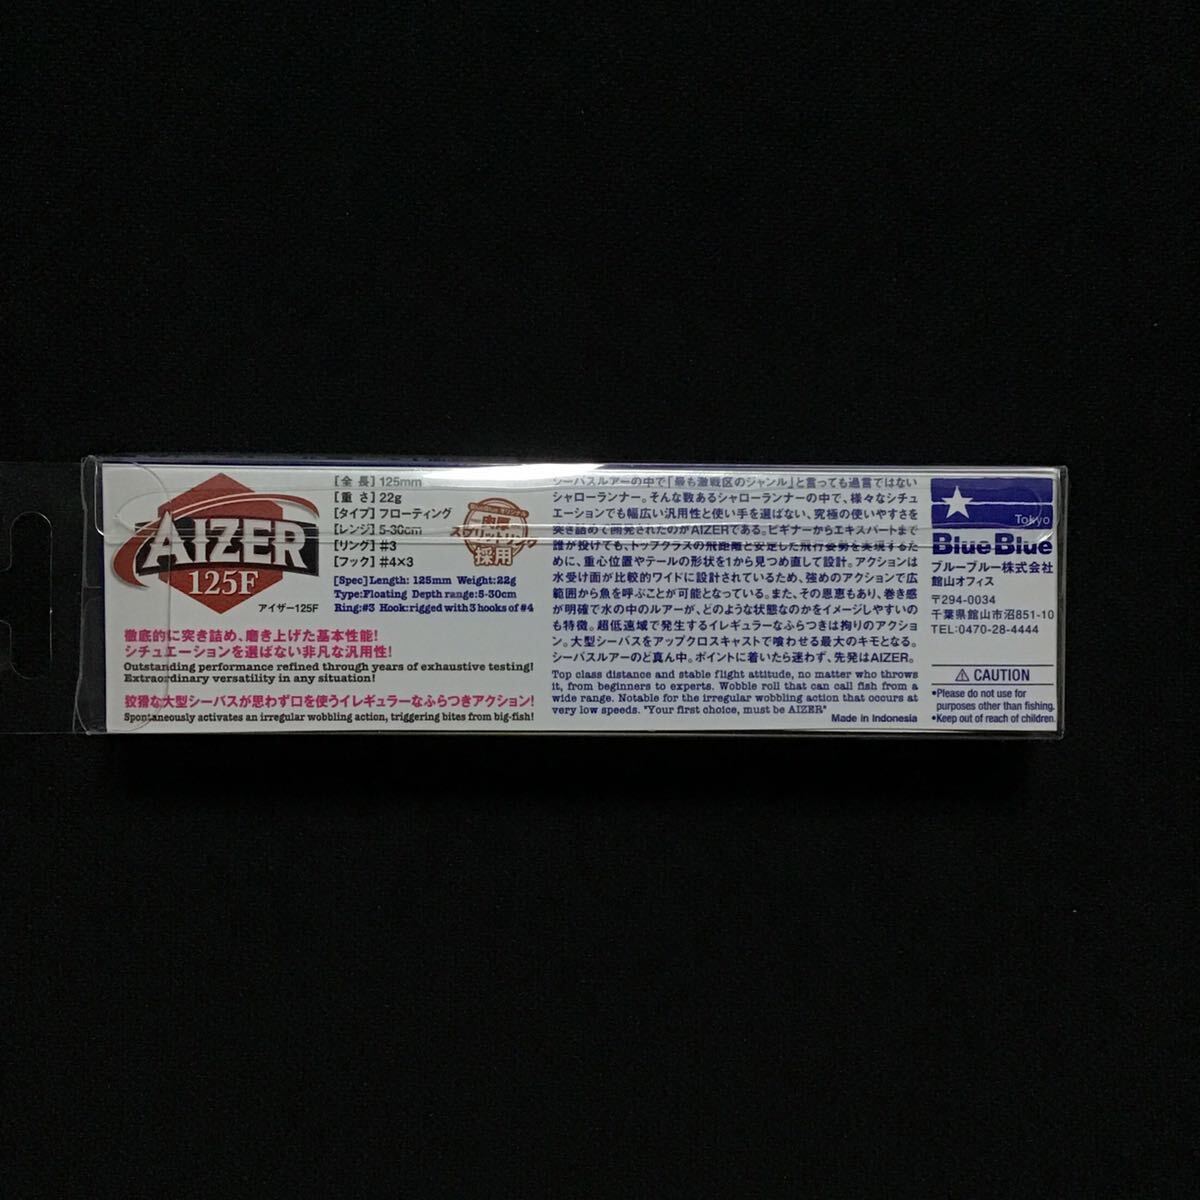 AIZER
125F
アイザー125F
[全 長] 125mm
[重 さ] 22g
[タイプ] フローティング
[レンジ] 5-30cm
[リング] #3
[フック] #4×3
[Spec]Length: 125mm Weight:22g
Type:Floating Depth range:5-30cm
Ring:#3 Hook:rigged with 3 hooks of #4
BlueBlue オリジナル
採用
徹底的に突き詰め、磨き上げた基本性能!
シチュエーションを選ばない非凡な汎用性!
Outstanding performance refined through years of exhaustive testing!
Extraordinary versatility in any situation!
狡猾な大型シーバスが思わず口を使うイレギュラーなふらつきアクション!
Spontaneously activates an irregular wobbling action, triggering bites from big-fish!
シーバスルアーの中で「最も激戦区のジャンル」と言っても過言ではない
シャローランナー。そんな数あるシャローランナーの中で、様々なシチュ
エーションでも幅広い汎用性と使い手を選ばない、究極の使いやすさを
突き詰めて開発されたのがAIZERである。ビギナーからエキスパートまで
誰が投げても、トップクラスの飛距離と安定した飛行姿勢を実現するた
めに、重心位置やテールの形状を1から見つめ直して設計。アクションは
水受け面が比較的ワイドに設計されているため、強めのアクションで広
範囲から魚を呼ぶことが可能となっている。また、その恩恵もあり、巻き感
が明確で水の中のルアーが、どのような状態なのかをイメージしやすいの
も特徴。超低速域で発生するイレギュラーなふらつきは拘りのアクショ
ン。大型シーバスをアップクロスキャストで喰わせる最大のキモとなる。
シーバスルアーのど真ん中。ポイントに着いたら迷わず、先発はAIZER。
Top class distance and stable flight attitude, no matter who throws
it, from beginners to experts. Wobble roll that can call fish from a
wide range. Notable for the irregular wobbling action that occurs at
very low speeds. "Your first choice, must be AIZER"
Made in Indonesia
Tokyo
BlueBlue
ブルーブルー株式会社
館山オフィス
〒294-0034
千葉県館山市沼851-10
TEL:0470-28-4444
⚠ CAUTION
•Please do not use for
purposes other than fishing.
•Keep out of reach of children.